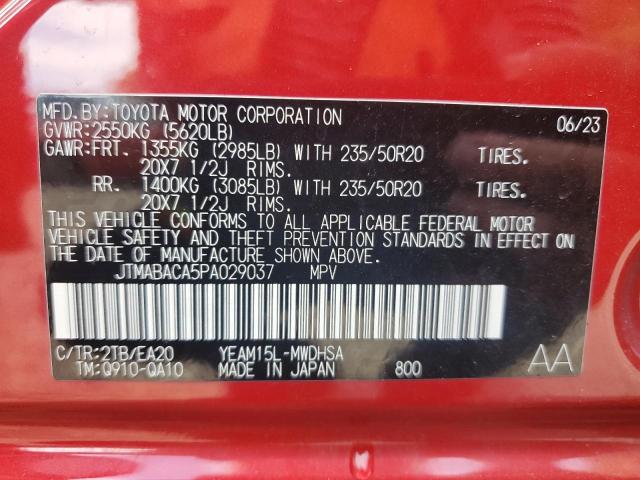 MFD.BY:TOYOTA MOTOR CORPORATION 06/23
GVWR:2550KG (5620LB)
GAWR:FRT. 1355KG (2985LB) WITH 235/50R20 TIRES.
20X7 1/2J RIMS.
RR. 1400KG (3085LB) WITH 235/50R20 TIRES.
20X7 1/2J RIMS.
THIS VEHICLE CONFORMS TO ALL APPLICABLE FEDERAL MOTOR
VEHICLE SAFETY AND THEFT PREVENTION STANDARDS IN EFFECT ON
THE DATE OF MANUFACTURE SHOWN ABOVE.
JTMABACA5PA029037 MPV
C/TR:2TB/EA20 YEAM15L-MWDHSA AA
TM:Q910-QA10 MADE IN JAPAN 800